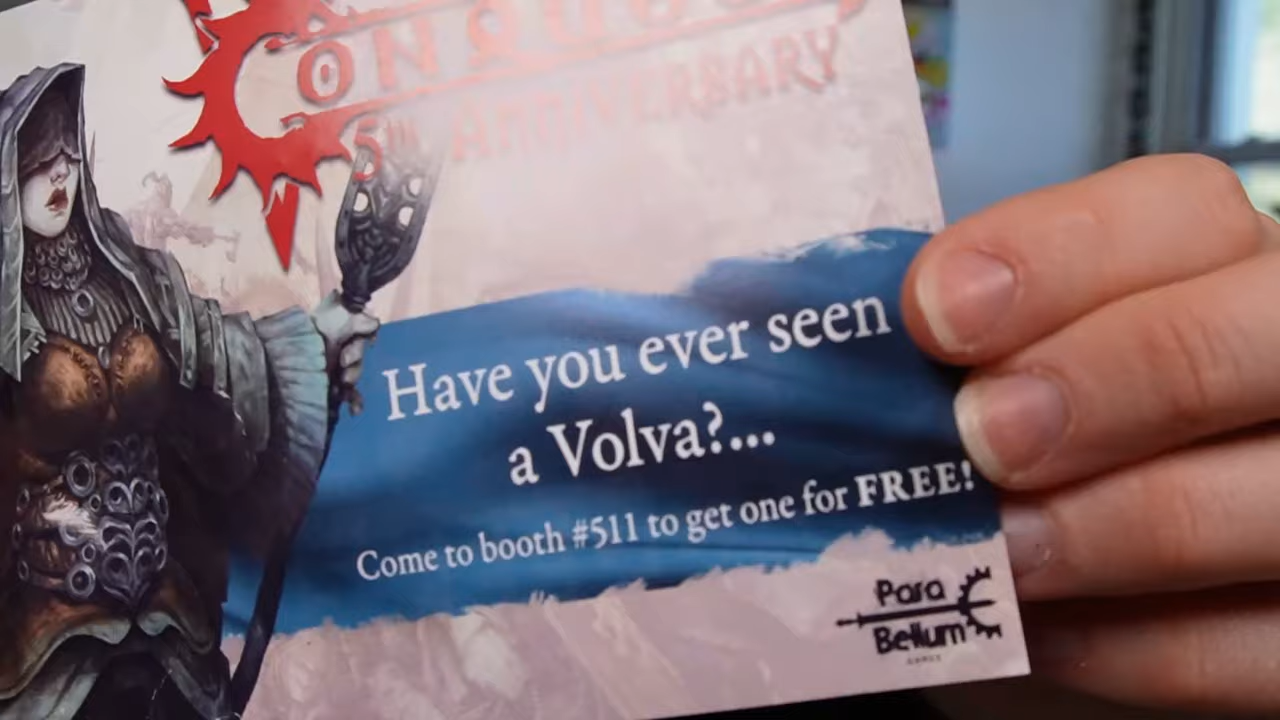 Conquest
5th Anniversary
Have you ever seen
a Volva?...
Come to booth #511 to get one for FREE!
Para
Bellum
GAMES